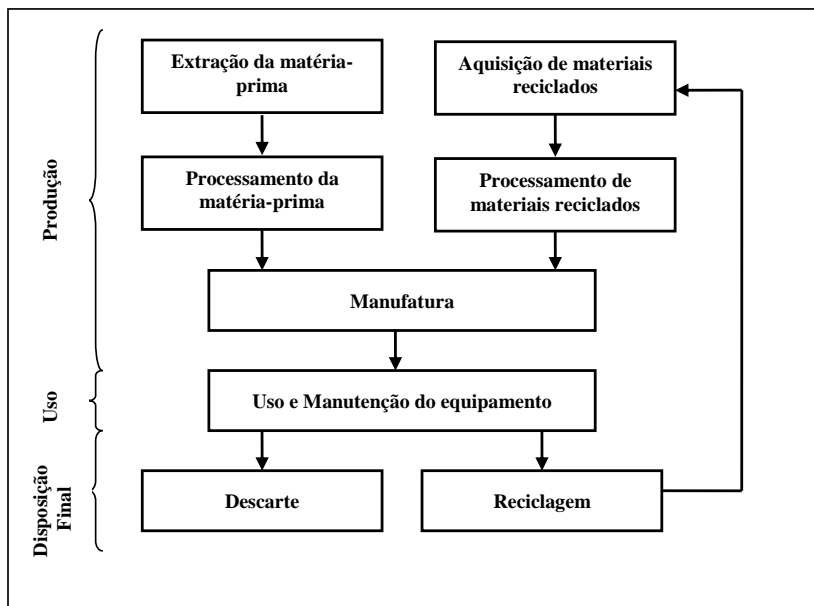 Extração da matéria-
prima
Aquisição de materiais
reciclados
Produção
Processamento da
matéria-prima
Processamento de
materiais reciclados
Manufatura
Uso
Uso e Manutenção do equipamento
Disposição
Final
Descarte
Reciclagem